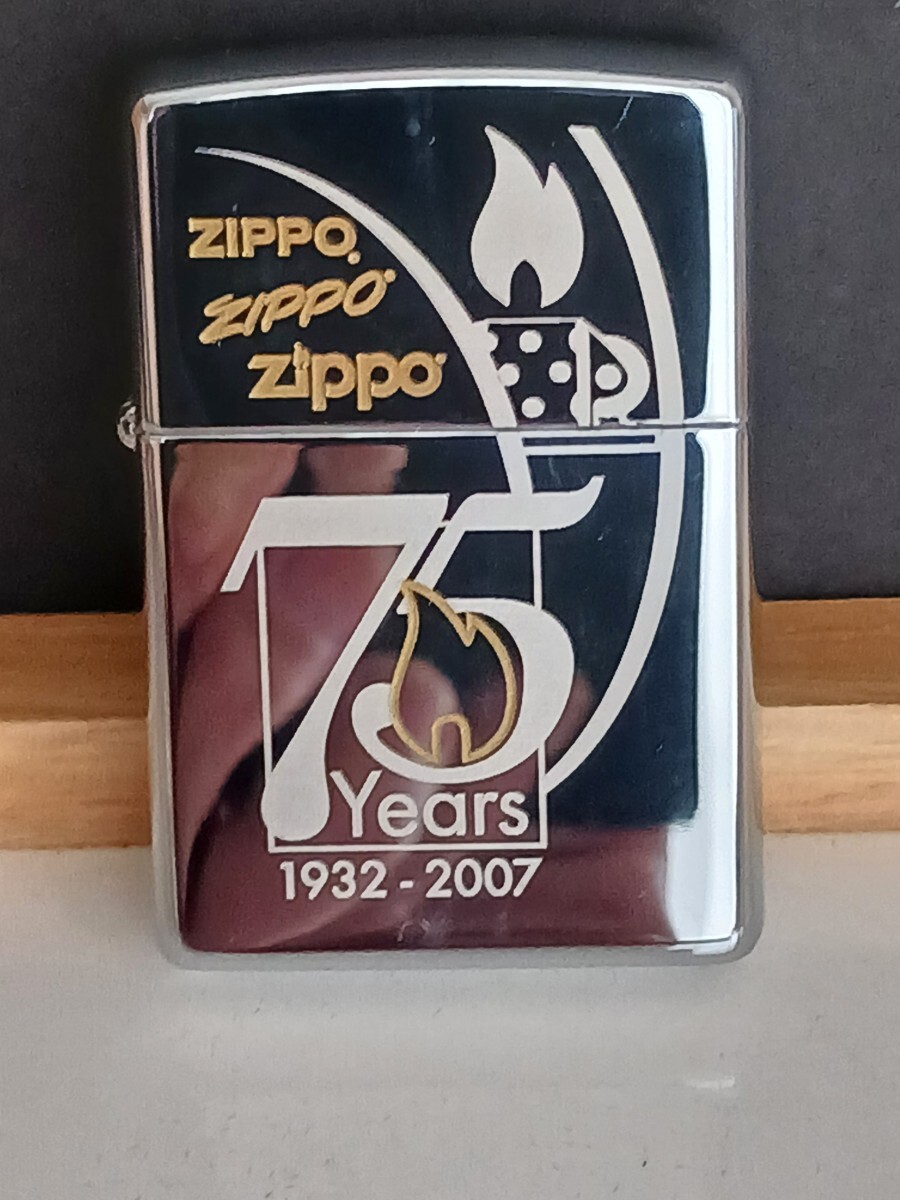 ZIPPO
ZIPPO
zippo
75
Years
1932 - 2007